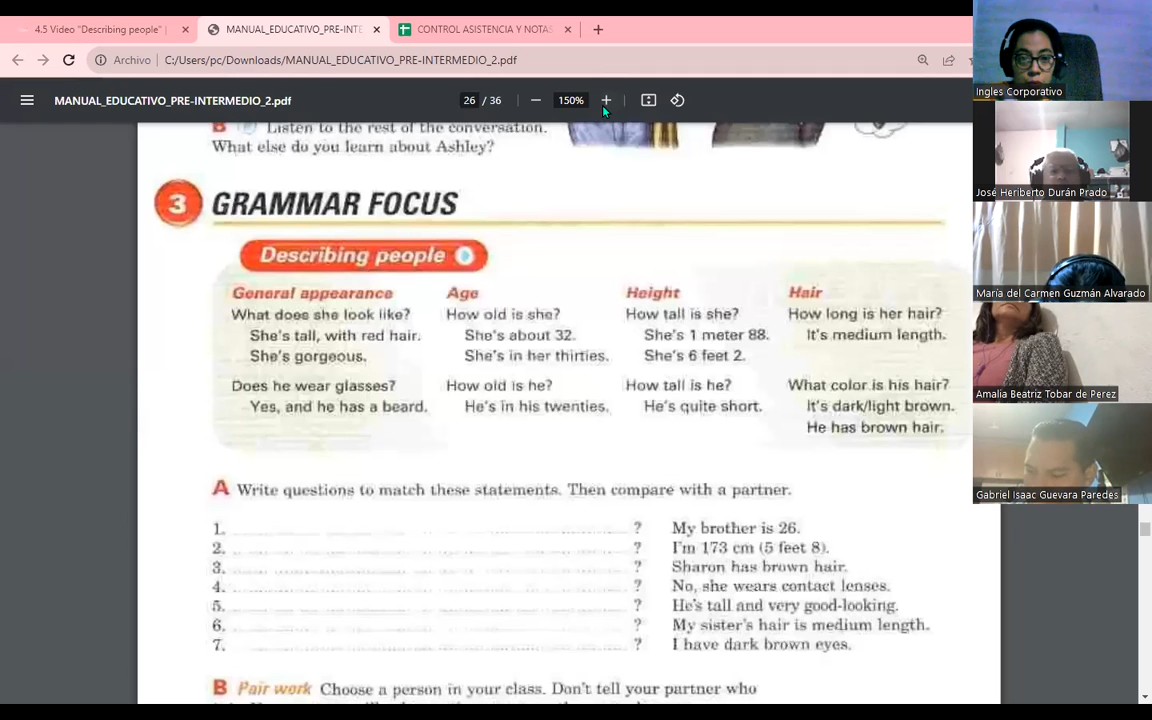 4.5 Video "Describing people" |
MANUAL_EDUCATIVO_PRE-INTE
CONTROL ASISTENCIA Y NOTAS
Archivo
C:/Users/pc/Downloads/MANUAL_EDUCATIVO_PRE-INTERMEDIO_2.pdf
MANUAL_EDUCATIVO_PRE-INTERMEDIO_2.pdf
26 / 36
150%
B Listen to the rest of the conversation.
What else do you learn about Ashley?
3 GRAMMAR FOCUS
Describing people
General appearance Age Height Hair
What does she look like? How old is she? How tall is she? How long is her hair?
She's tall, with red hair. She's about 32. She's 1 meter 88. It's medium length.
She's gorgeous. She's in her thirties. She's 6 feet 2.
Does he wear glasses? How old is he? How tall is he? What color is his hair?
Yes, and he has a beard. He's in his twenties. He's quite short. It's dark/light brown.
He has brown hair.
A Write questions to match these statements. Then compare with a partner.
1. ? My brother is 26.
2. ? I'm 173 cm (5 feet 8).
3. ? Sharon has brown hair.
4. ? No, she wears contact lenses.
5. ? He's tall and very good-looking.
6. ? My sister's hair is medium length.
7. ? I have dark brown eyes.
B Pair work Choose a person in your class. Don't tell your partner who
Ingles Corporativo
José Heriberto Durán Prado
María del Carmen Guzmán Alvarado
Amalia Beatriz Tobar de Perez
Gabriel Isaac Guevara Paredes